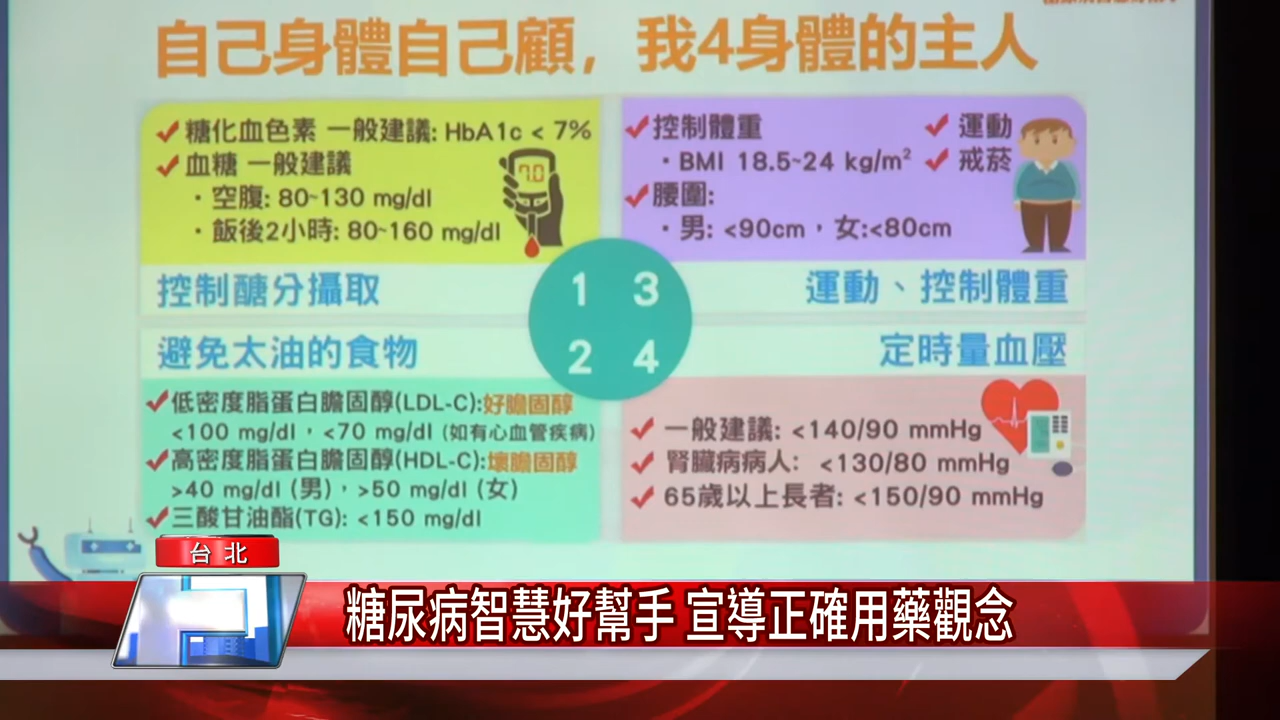 自己身體自己顧，我4身體的主人
糖化血色素 一般建議: HbA1c < 7%
血糖 一般建議
・空腹: 80~130 mg/dl
・飯後2小時: 80~160 mg/dl
7.0
控制醣分攝取
控制體重
・BMI 18.5~24 kg/m²
運動
戒菸
腰圍:
・男: <90cm，女:<80cm
運動、控制體重
1 3
2 4
避免太油的食物
低密度脂蛋白膽固醇(LDL-C):好膽固醇
<100 mg/dl，<70 mg/dl (如有心血管疾病)
高密度脂蛋白膽固醇(HDL-C):壞膽固醇
>40 mg/dl (男)，>50 mg/dl (女)
三酸甘油酯(TG): <150 mg/dl
定時量血壓
一般建議: <140/90 mmHg
腎臟病病人: <130/80 mmHg
65歲以上長者: <150/90 mmHg
台北
糖尿病智慧好幫手 宣導正確用藥觀念